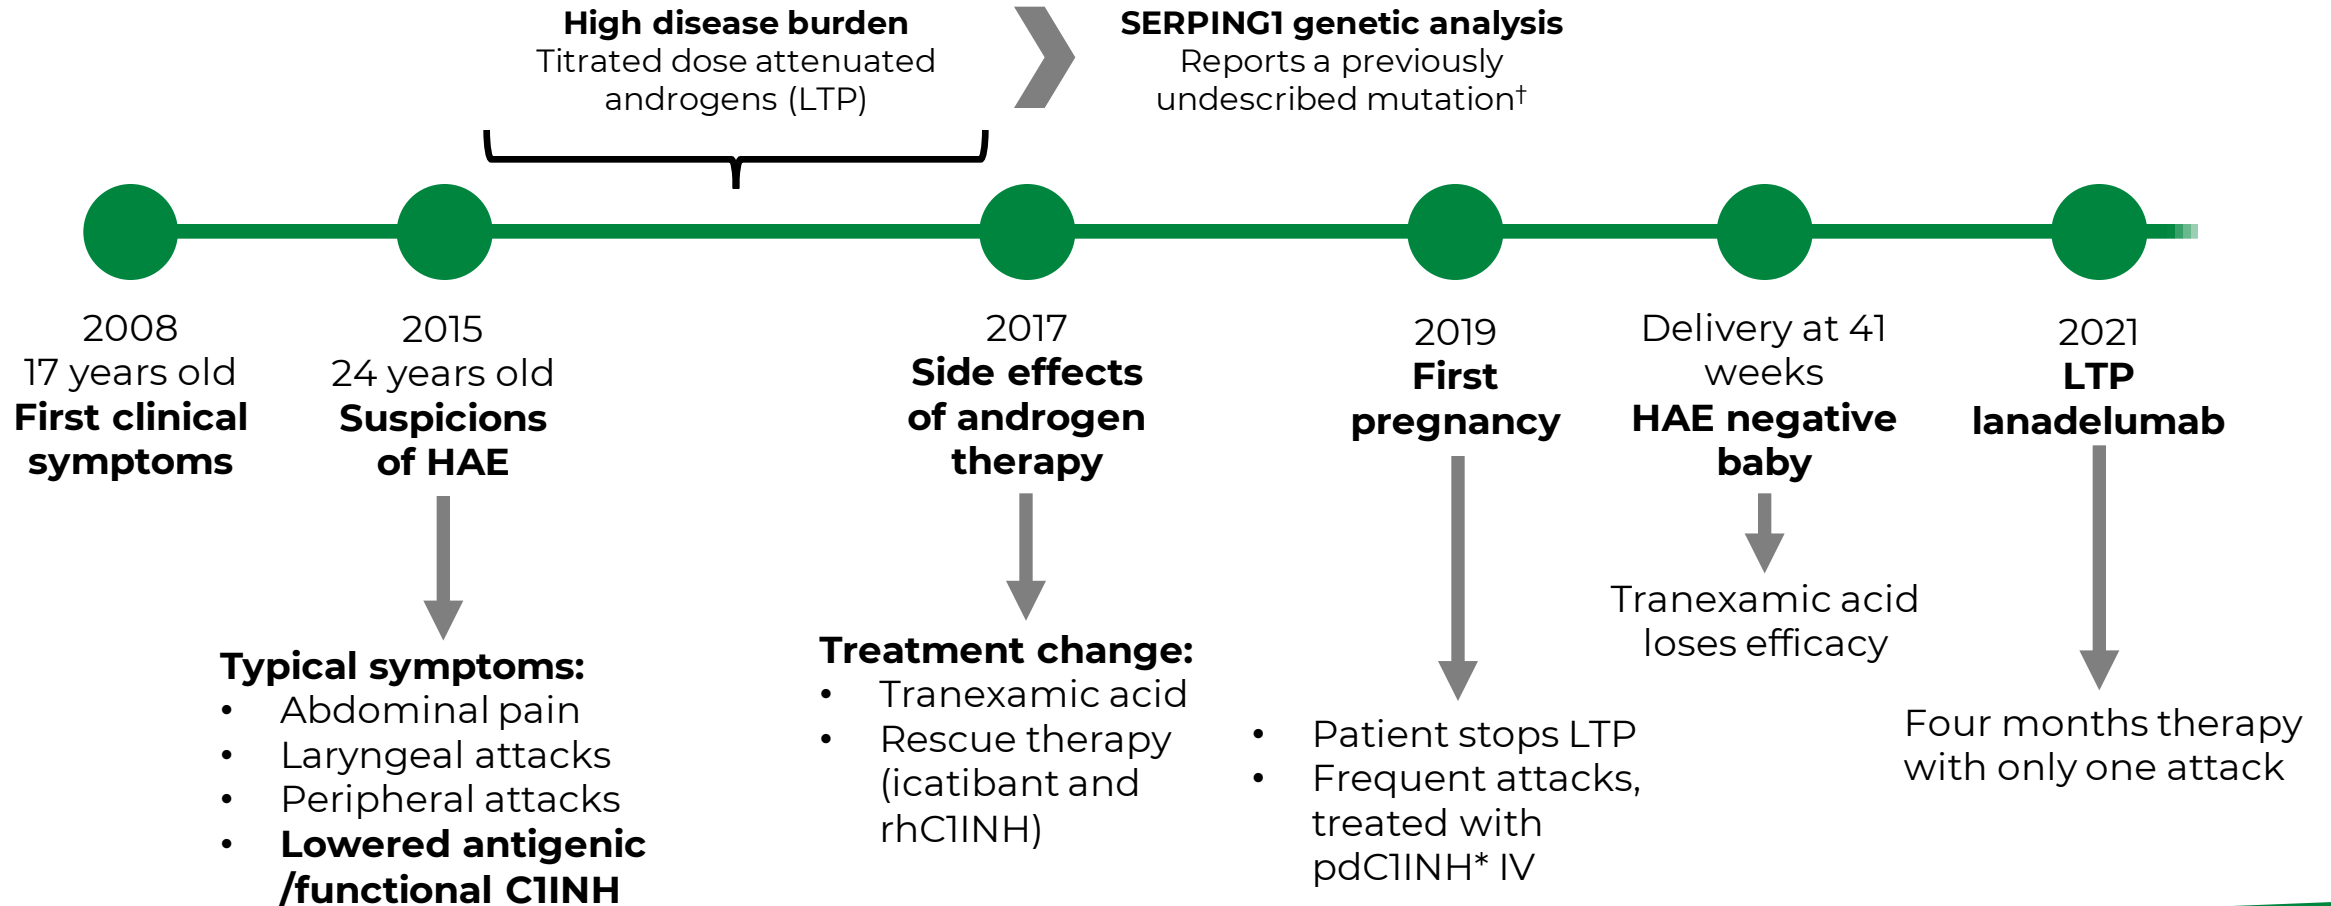 High disease burden
Titrated dose attenuated
androgens (LTP)
SERPING1 genetic analysis
Reports a previously
undescribed mutation†
2008
17 years old
First clinical
symptoms
2015
24 years old
Suspicions
of HAE
Typical symptoms:
• Abdominal pain
• Laryngeal attacks
• Peripheral attacks
• Lowered antigenic
/functional C1INH
2017
Side effects
of androgen
therapy
Treatment change:
• Tranexamic acid
• Rescue therapy
(icatibant and
rhC1INH)
2019
First
pregnancy
• Patient stops LTP
• Frequent attacks,
treated with
pdC1INH* IV
Delivery at 41
weeks
HAE negative
baby
Tranexamic acid
loses efficacy
2021
LTP
lanadelumab
Four months therapy
with only one attack